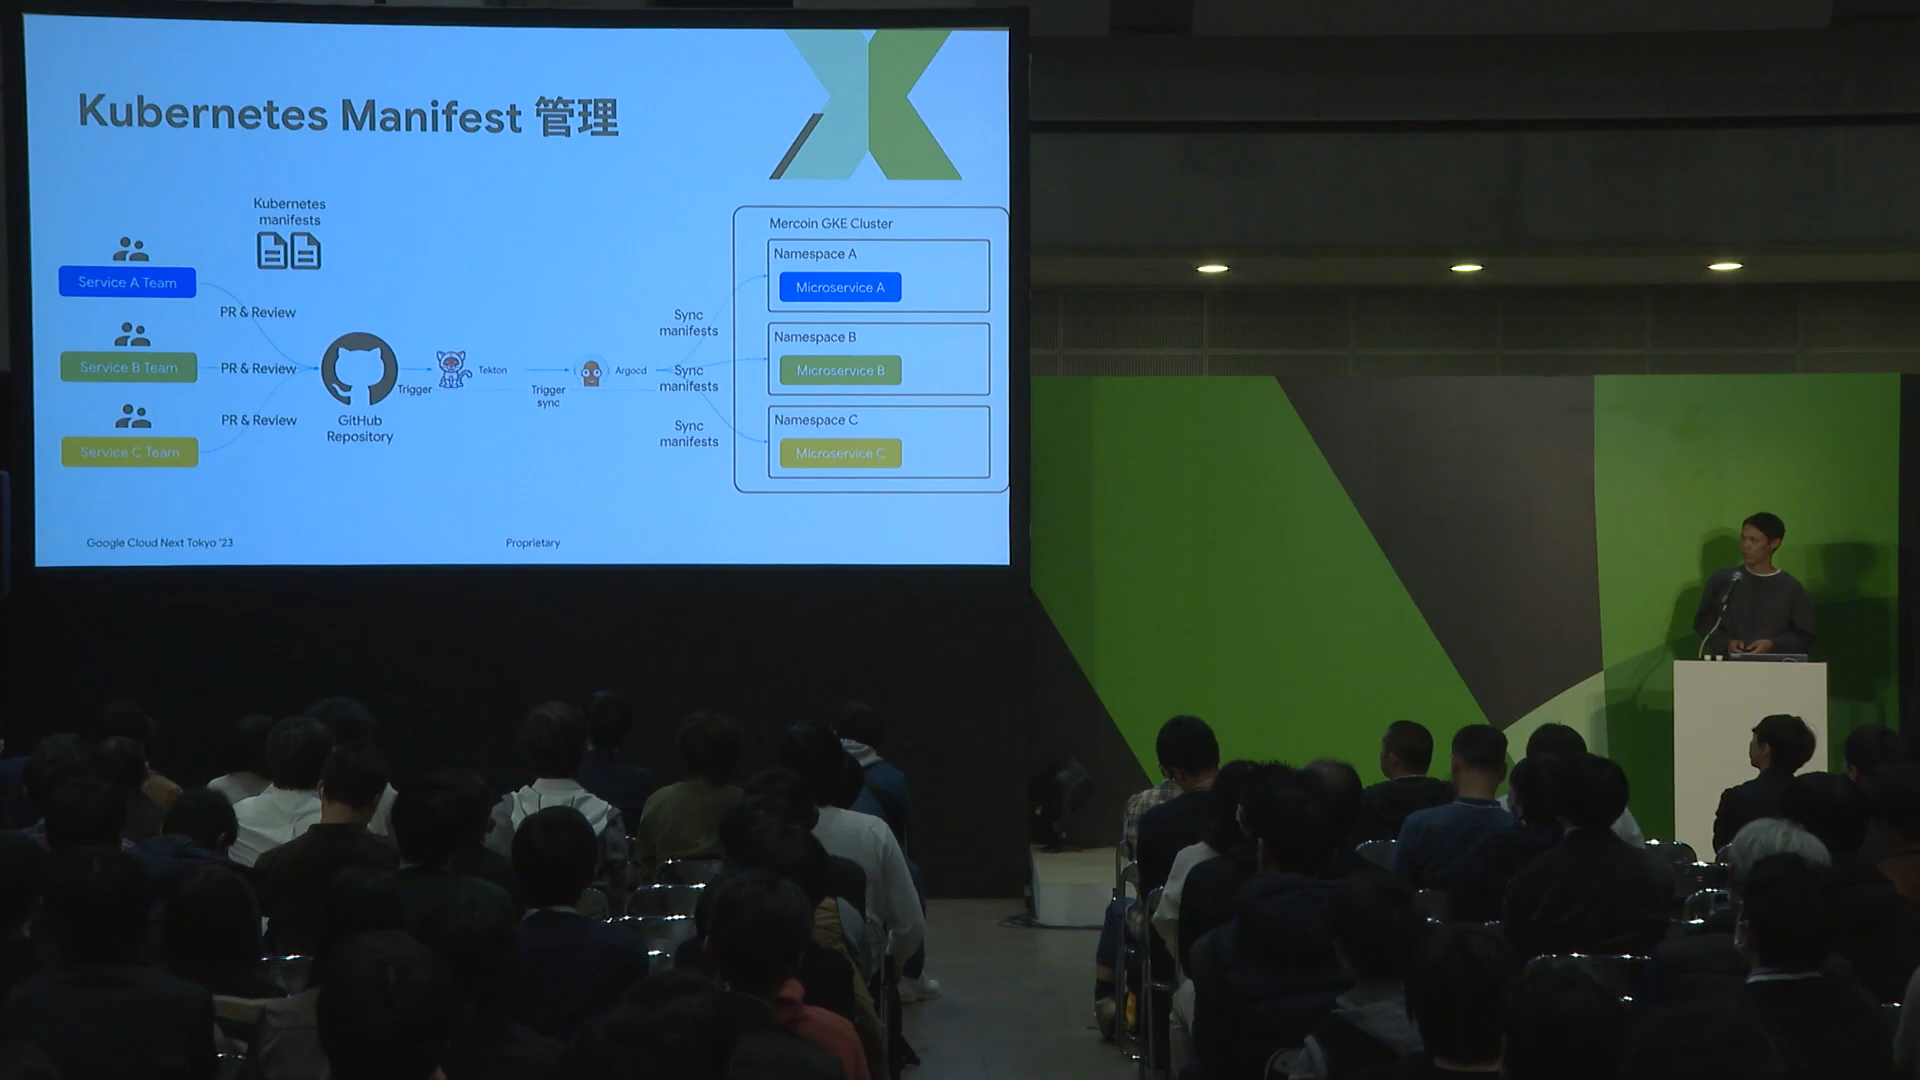 Kubernetes Manifest 管理
Kubernetes
manifests
Service A Team
PR & Review
Service B Team
PR & Review
Service C Team
PR & Review
GitHub
Repository
Trigger
Tekton
Trigger
sync
Argocd
Sync
manifests
Sync
manifests
Sync
manifests
Mercoin GKE Cluster
Namespace A
Microservice A
Namespace B
Microservice B
Namespace C
Microservice C
Google Cloud Next Tokyo '23
Proprietary